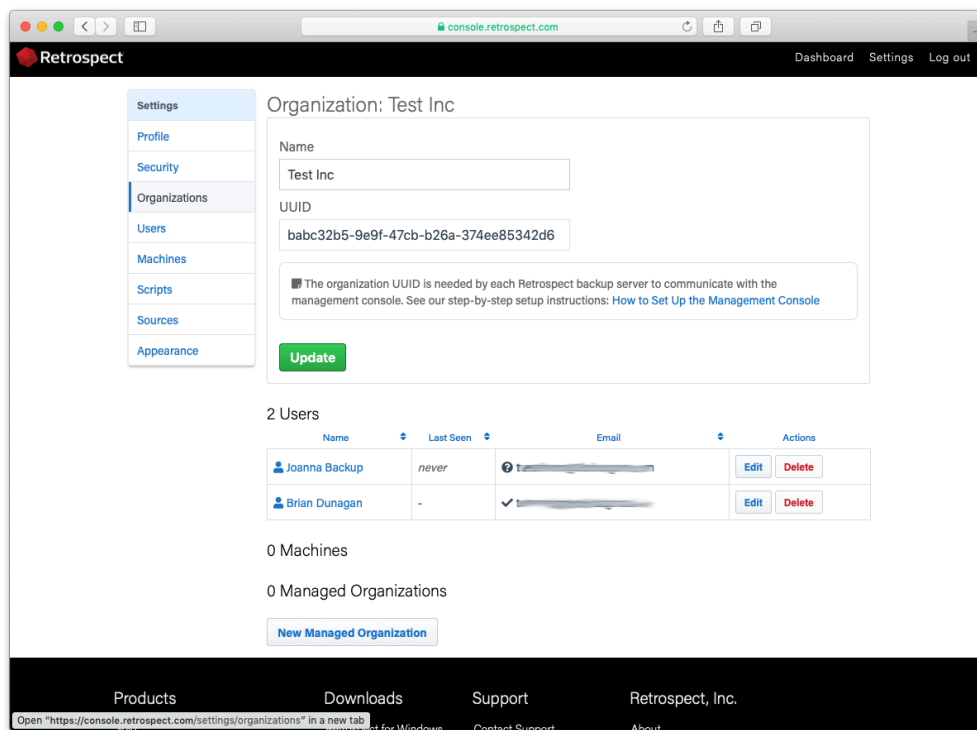 console.retrospect.com
Retrospect
Dashboard Settings Log out
Settings
Profile
Security
Organizations
Users
Machines
Scripts
Sources
Appearance
Organization: Test Inc
Name
Test Inc
UUID
babc32b5-9e9f-47cb-b26a-374ee85342d6
The organization UUID is needed by each Retrospect backup server to communicate with the
management console. See our step-by-step setup instructions: How to Set Up the Management Console
Update
2 Users
Name Last Seen Email Actions
Joanna Backup never Edit Delete
Brian Dunagan - Edit Delete
0 Machines
0 Managed Organizations
New Managed Organization
Products Downloads Support Retrospect, Inc.
Open "https://console.retrospect.com/settings/organizations" in a new tab
for Windows Contact Support About